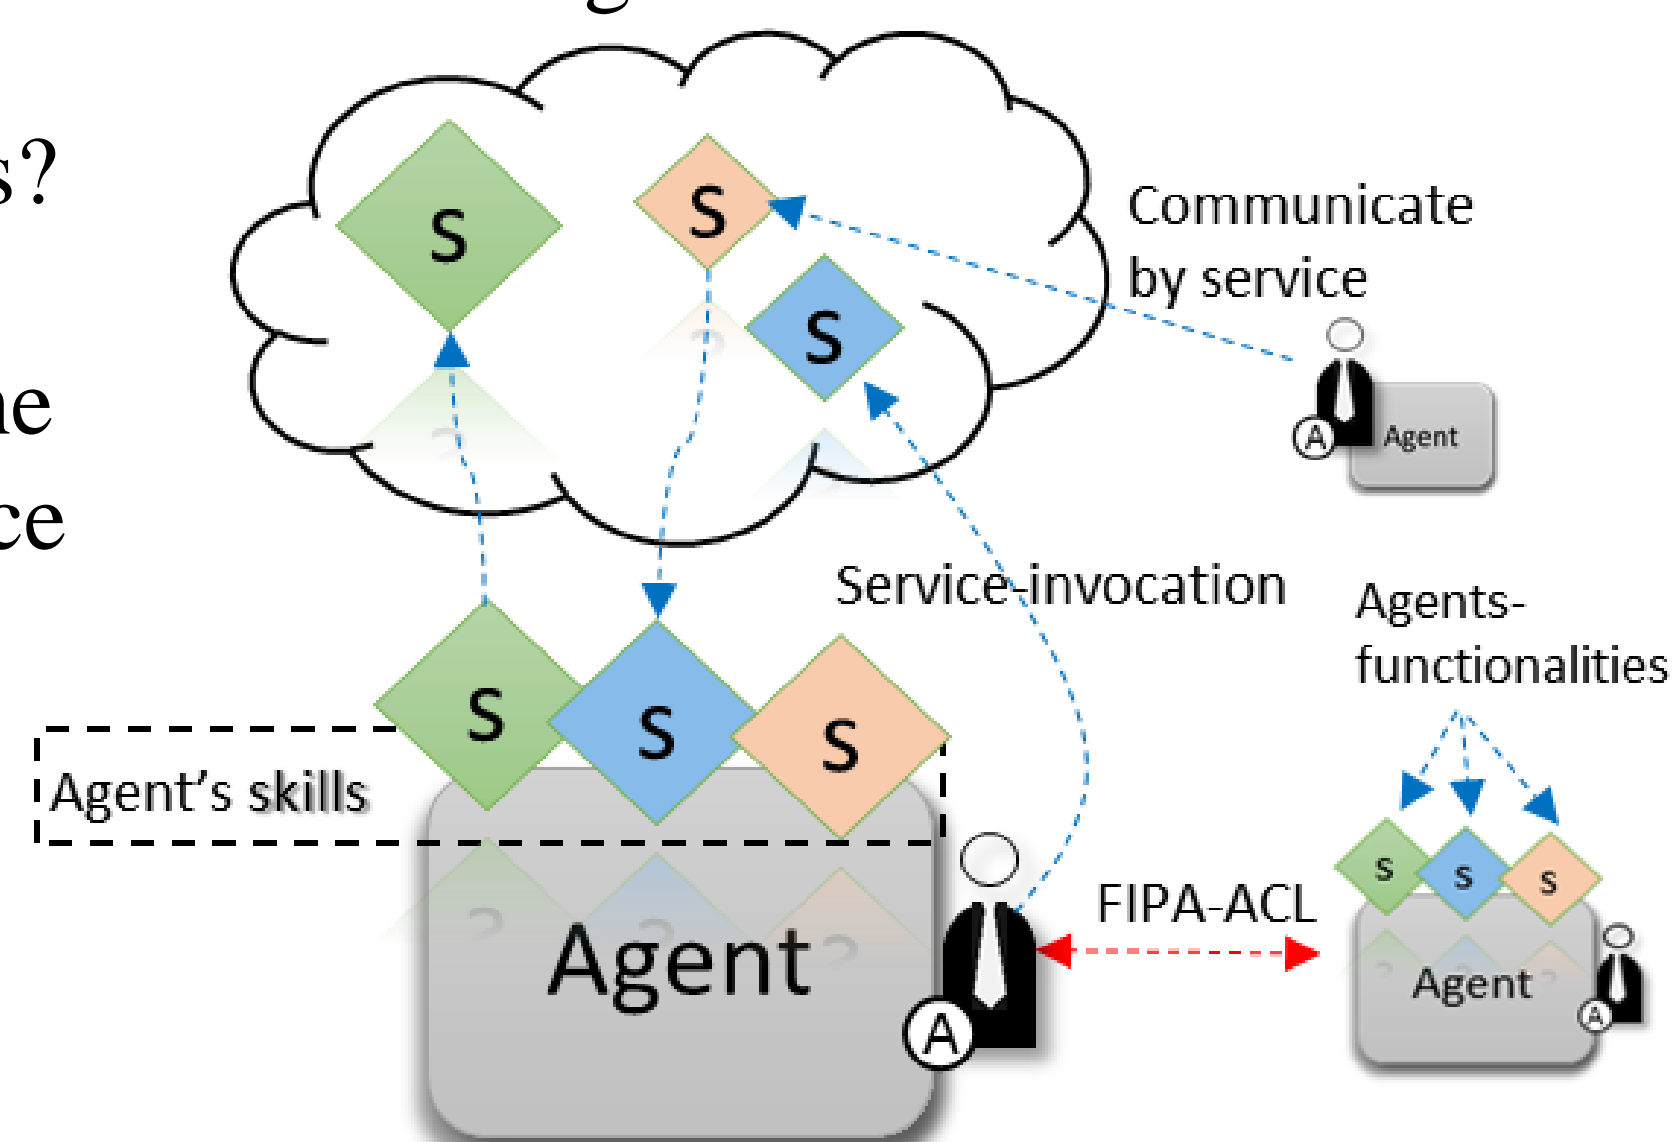 g
s?
ne
ce
S
S
S
Communicate
by service
A
Agent
Service-invocation
Agents-
functionalities
S
S
S
Agent's skills
S
S
S
FIPA-ACL
Agent
A
Agent
A